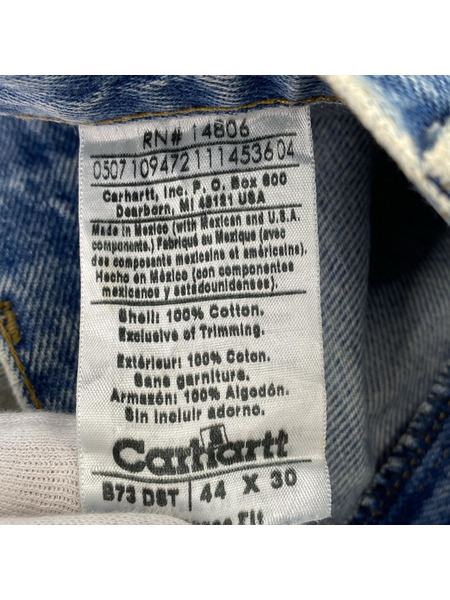 RN# 14806
0507109472111453604
Carhartt, Inc. P. O. Box 600
Dearborn, MI 48121 USA
Made in Mexico (with Mexican and U.S.A.
components.) Fabriqué au Mexique (avec
des composante mexicains et américains).
Hecho en México (con componentes
mexicanos y estadounidenses).
Shell: 100% Cotton.
Exclusive of Trimming.
Extérieur: 100% Coton.
Sans garniture.
Armazón: 100% Algodón.
Sin incluir adorno.
Carhartt
B73 DST 44 X 30
Fit